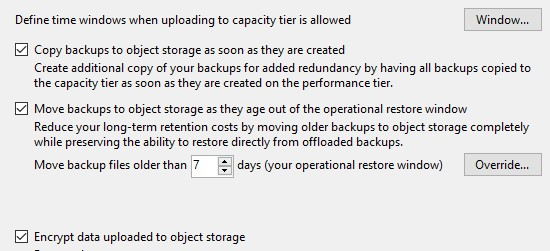 Define time windows when uploading to capacity tier is allowed
Window...
Copy backups to object storage as soon as they are created
Create additional copy of your backups for added redundancy by having all backups copied to
the capacity tier as soon as they are created on the performance tier.
Move backups to object storage as they age out of the operational restore window
Reduce your long-term retention costs by moving older backups to object storage completely
while preserving the ability to restore directly from offloaded backups.
Move backup files older than 7 days (your operational restore window)
Override...
Encrypt data uploaded to object storage